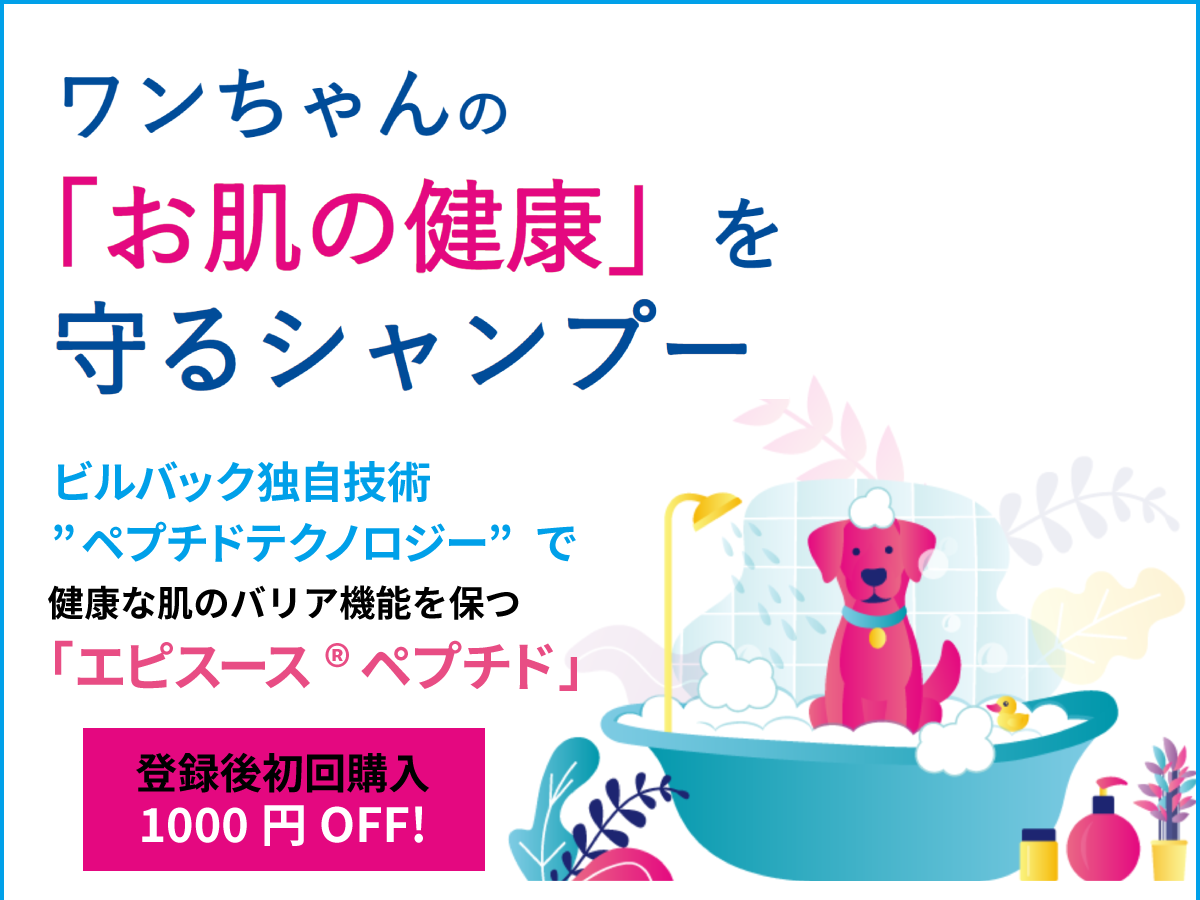 ワンちゃんの
「お肌の健康」を
守るシャンプー
ビルバック独自技術
”ペプチドテクノロジー”で
健康な肌のバリア機能を保つ
「エピスース®ペプチド」
登録後初回購入
1000円OFF!